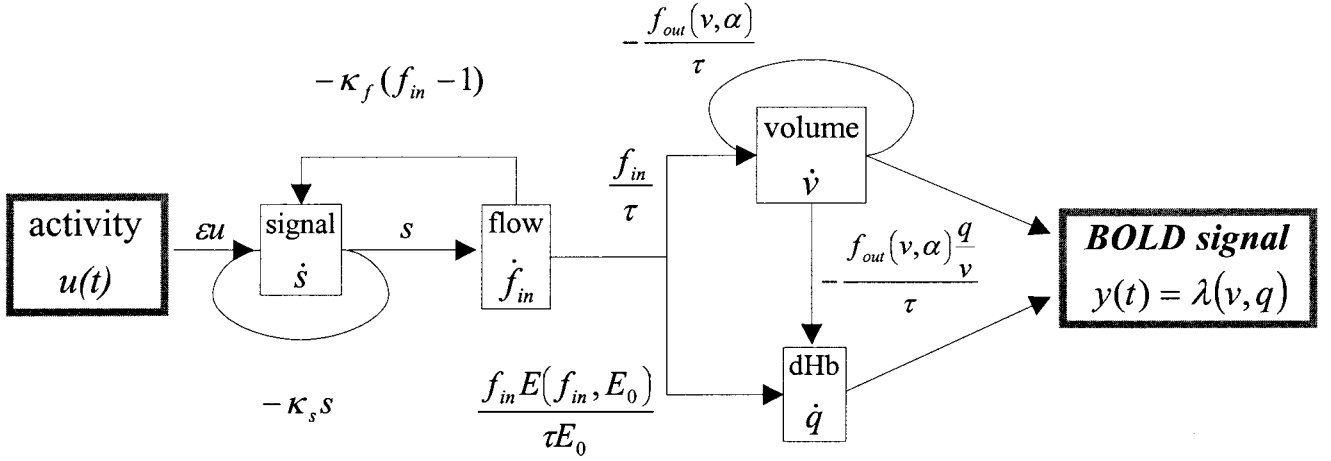 -f_out(v,α)/τ
-κ_f(f_in -1)
volume
v̇
f_in/τ
activity
u(t)
εu
signal
ṡ
s
flow
ḟ_in
-f_out(v,α)q/v/τ
BOLD signal
y(t) = λ(v,q)
dHb
q̇
-κ_s s
f_in E(f_in, E_0)/τE_0